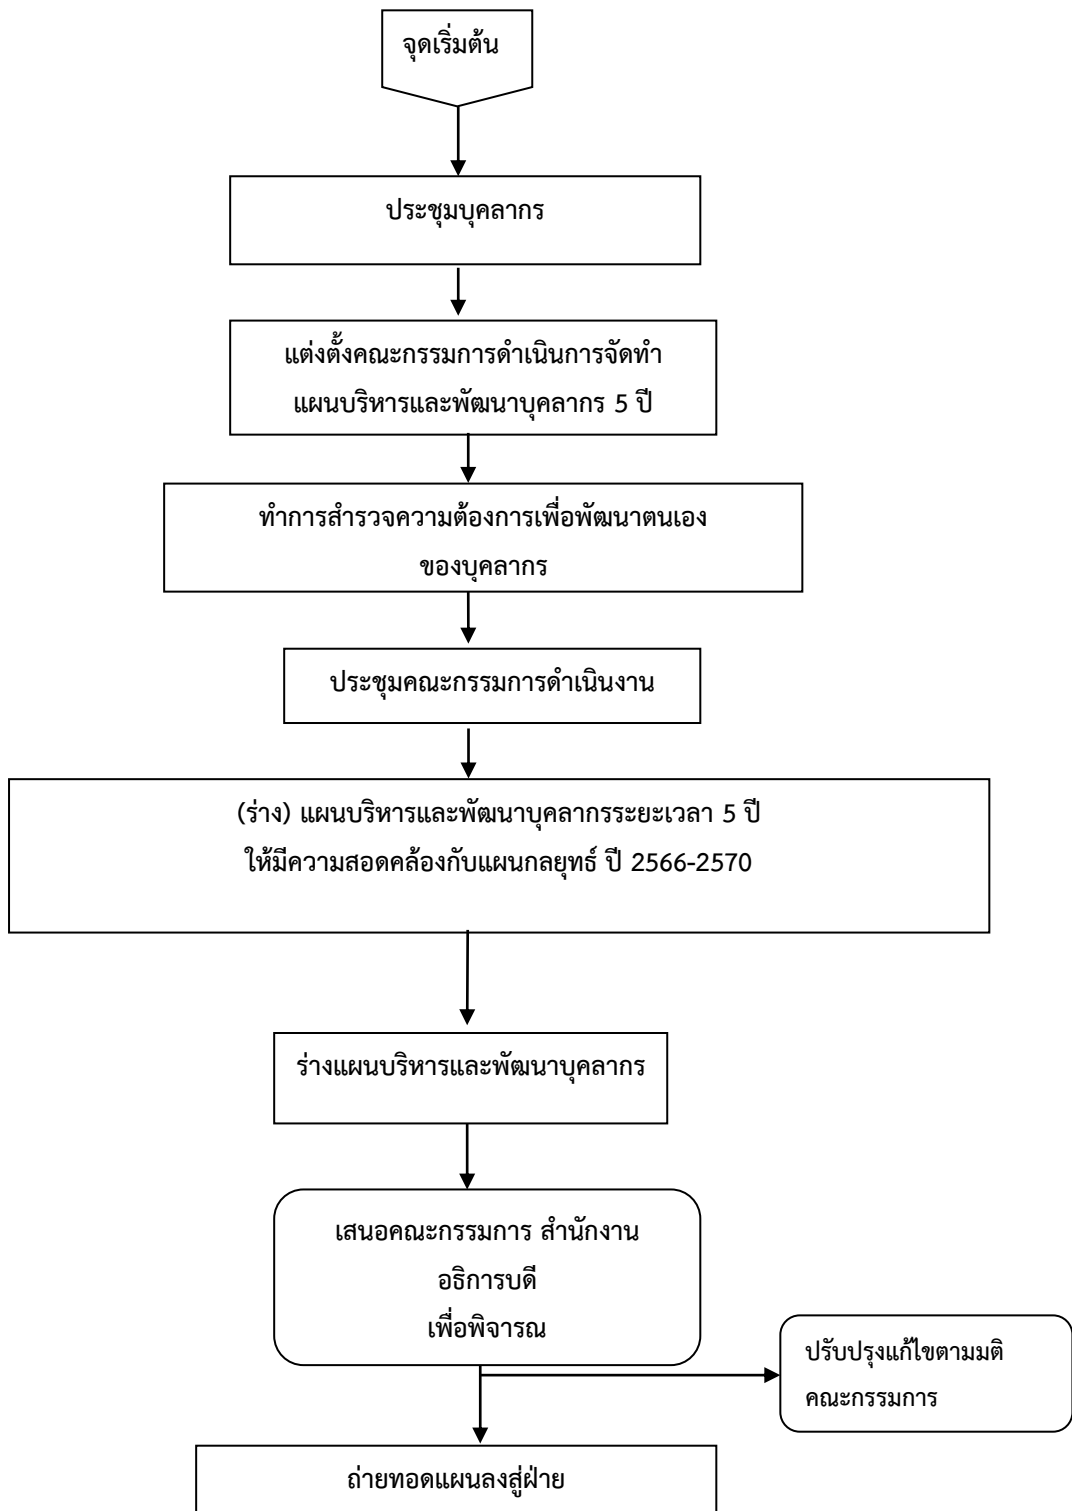 จุดเริ่มต้น
ประชุมบุคลากร
แต่งตั้งคณะกรรมการดำเนินการจัดทำ
แผนบริหารและพัฒนาบุคลากร 5 ปี
ทำการสำรวจความต้องการเพื่อพัฒนาตนเอง
ของบุคลากร
ประชุมคณะกรรมการดำเนินงาน
(ร่าง) แผนบริหารและพัฒนาบุคลากรระยะเวลา 5 ปี
ให้มีความสอดคล้องกับแผนกลยุทธ์ ปี 2566-2570
ร่างแผนบริหารและพัฒนาบุคลากร
เสนอคณะกรรมการ สำนักงาน
อธิการบดี
เพื่อพิจารณ
ปรับปรุงแก้ไขตามมติ
คณะกรรมการ
ถ่ายทอดแผนลงสู่ฝ่าย